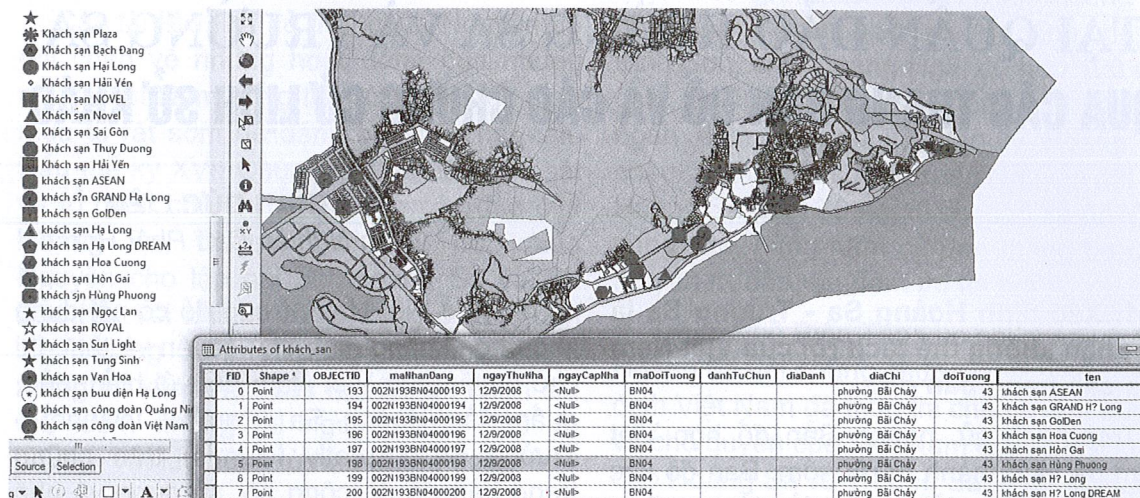 Khach sạn Plaza
Khách sạn Bạch Đang
Khách sạn Hại Long
Khách sạn Hảii Yến
Khách sạn NOVEL
Khách sạn Novel
Khách sạn Sai Gòn
Khách sạn Thuy Duong
Khách sạn Hải Yến
khách sạn ASEAN
khách s?n GRAND Hạ Long
khách sạn GolDen
khách sạn Hạ Long
khách sạn Hạ Long DREAM
khách sạn Hoa Cuong
khách sạn Hòn Gai
khách sjn Hùng Phuong
khách sạn Ngọc Lan
khách sạn ROYAL
khách sạn Sun Light
khách sạn Tung Sinh
khách sạn Vạn Hoa
khách sạn buu diện Hạ Long
khách sạn công doàn Quảng Ni
khách sạn công doàn Việt Nam
Source Selection
Attributes of khách_sạn
FID Shape * OBJECTID maNhanDang ngayThuNha ngayCapNha maDoiTuong danhTuChun diaDanh diaChi doiTuong ten
0 Point 193 002N193BN04000193 12/9/2008 <Null> BN04 phường Bãi Cháy 43 khách sạn ASEAN
1 Point 194 002N193BN04000194 12/9/2008 <Null> BN04 phường Bãi Cháy 43 khách sạn GRAND H? Long
2 Point 195 002N193BN04000195 12/9/2008 <Null> BN04 phường Bãi Cháy 43 khách sạn GolDen
3 Point 196 002N193BN04000196 12/9/2008 <Null> BN04 phường Bãi Cháy 43 khách sạn Hoa Cuong
4 Point 197 002N193BN04000197 12/9/2008 <Null> BN04 phường Bãi Cháy 43 khách sạn Hòn Gai
5 Point 198 002N193BN04000198 12/9/2008 <Null> BN04 phường Bãi Cháy 43 khách sạn Hùng Phuong
6 Point 199 002N193BN04000199 12/9/2008 <Null> BN04 phường Bãi Cháy 43 khách sạn H? Long
7 Point 200 002N193BN04000200 12/9/2008 <Null> BN04 phường Bãi Cháy 43 khách sạn H? Long DREAM